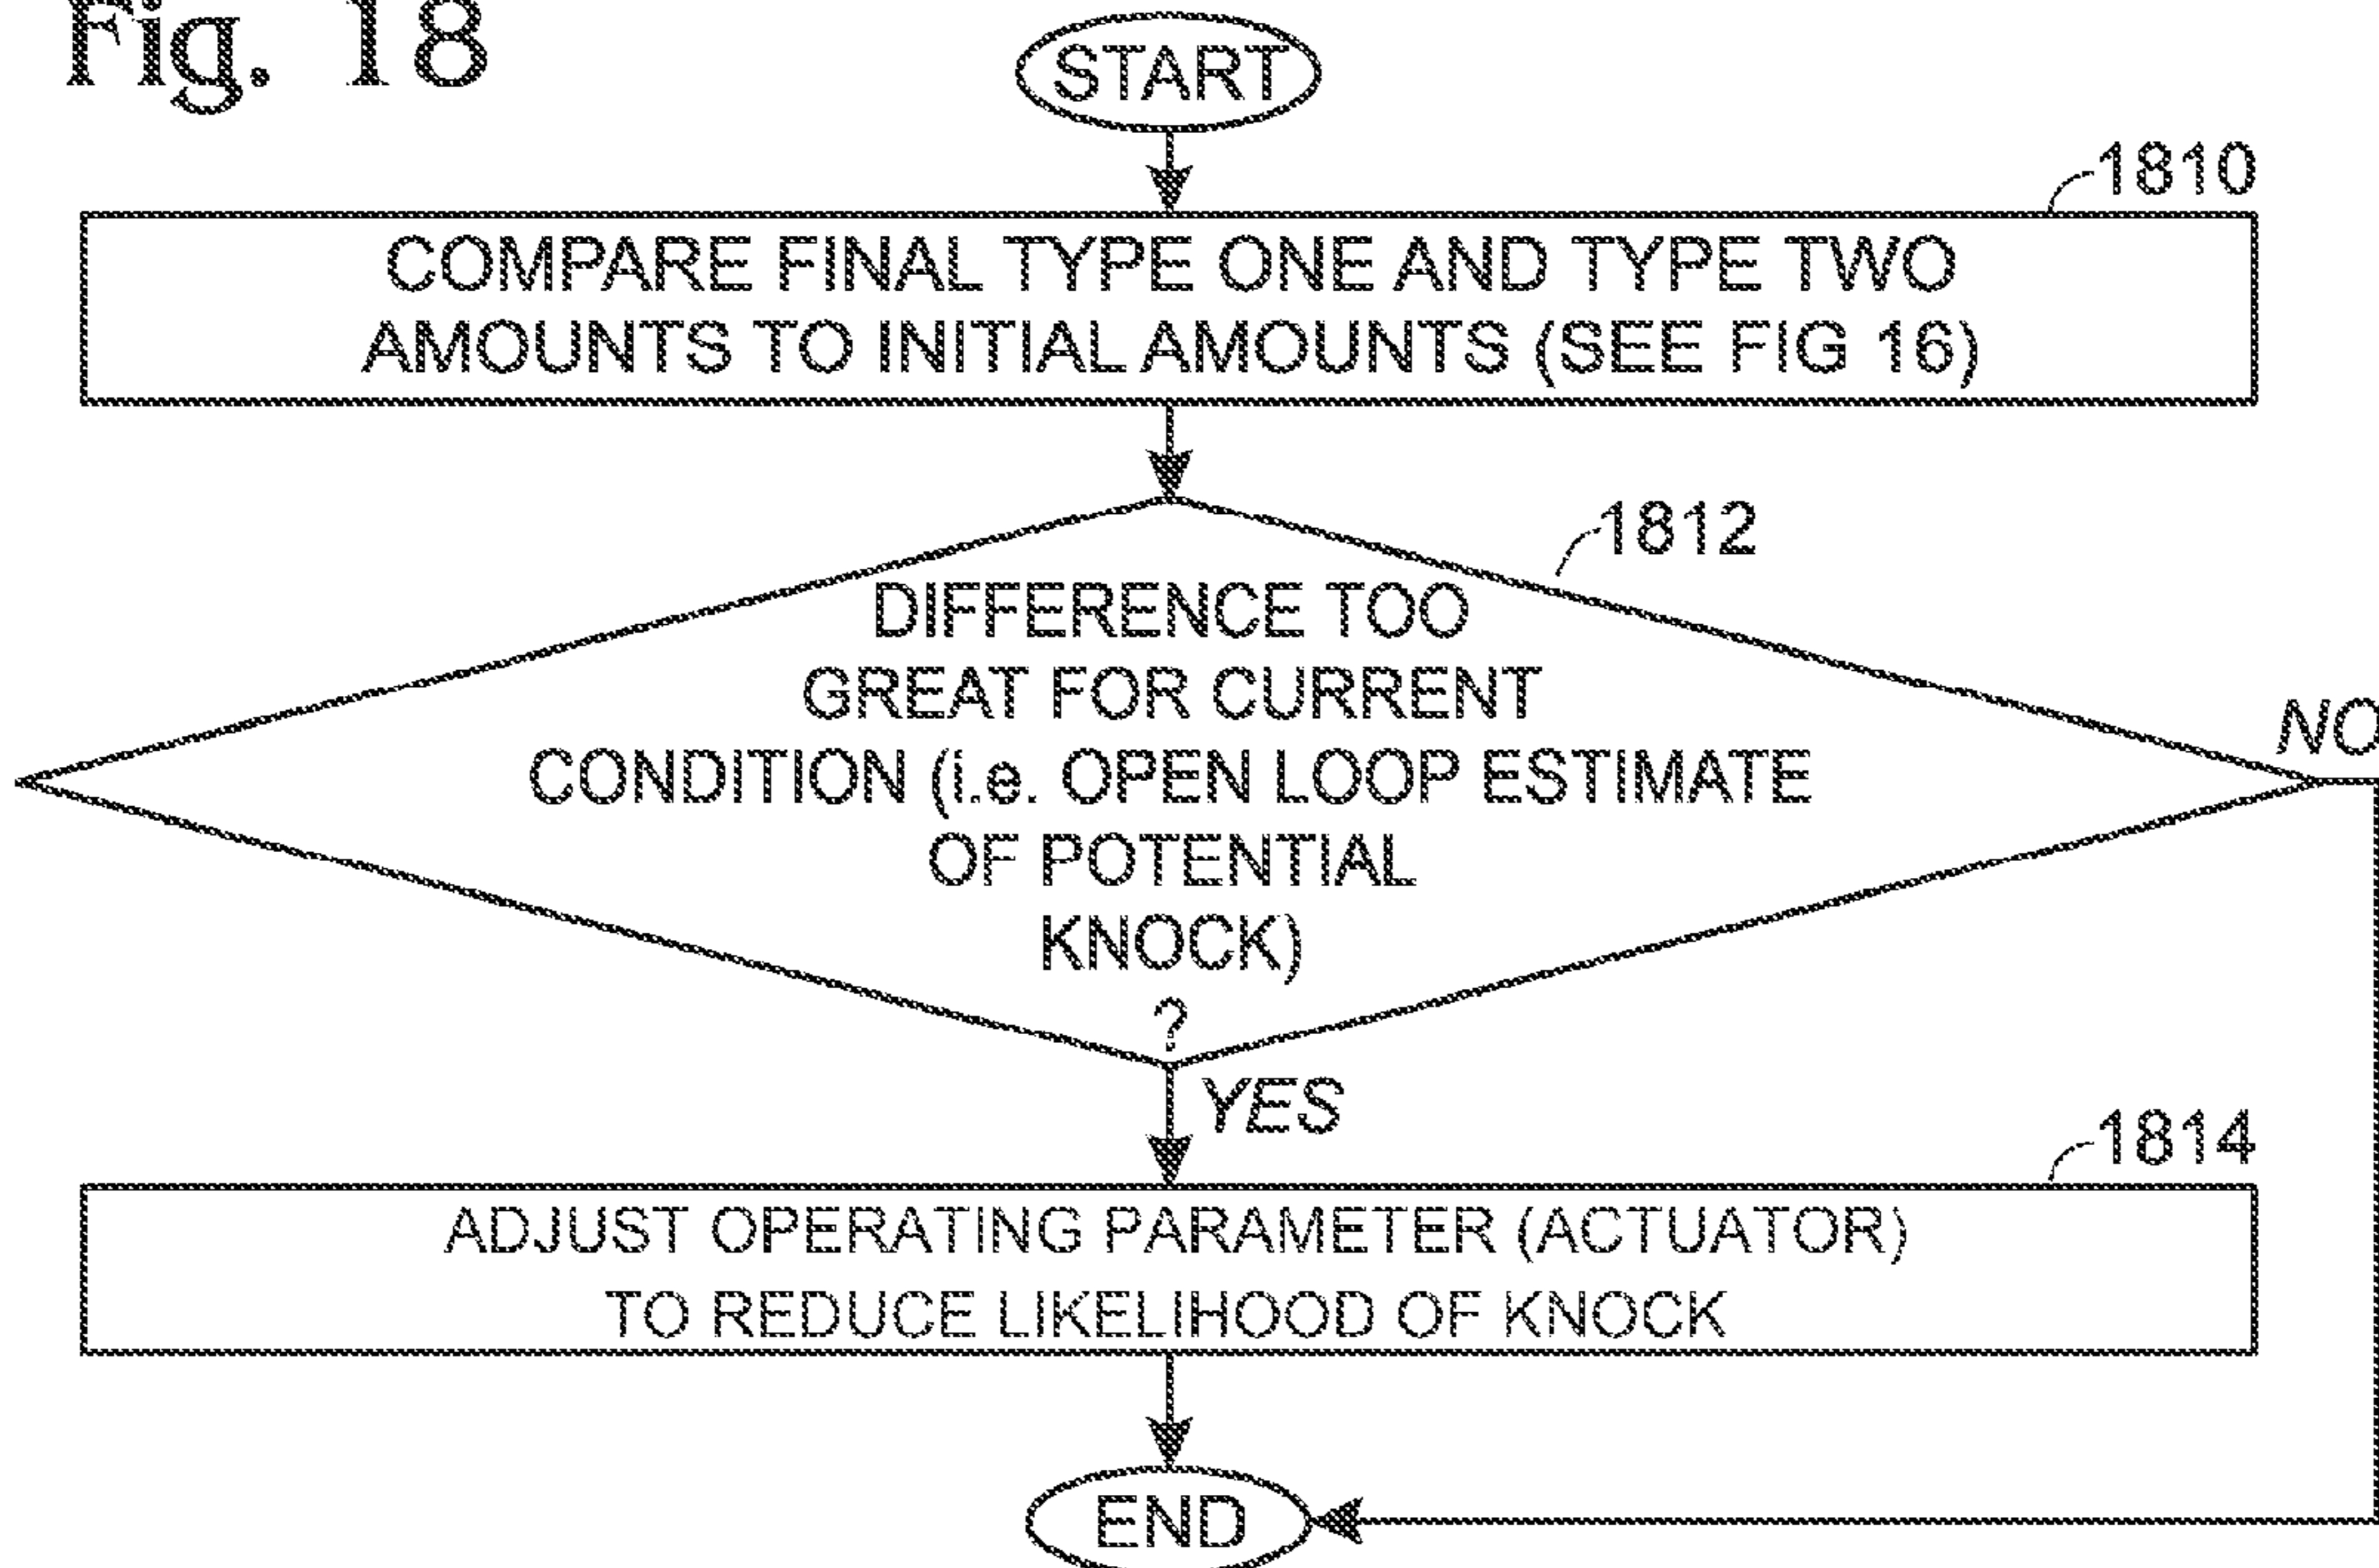 Fig. 18
START
1810
COMPARE FINAL TYPE ONE AND TYPE TWO
AMOUNTS TO INITIAL AMOUNTS (SEE FIG 16)
1812
DIFFERENCE TOO
GREAT FOR CURRENT
CONDITION (i.e. OPEN LOOP ESTIMATE
OF POTENTIAL
KNOCK)
?
NO
YES
1814
ADJUST OPERATING PARAMETER (ACTUATOR)
TO REDUCE LIKELIHOOD OF KNOCK
END